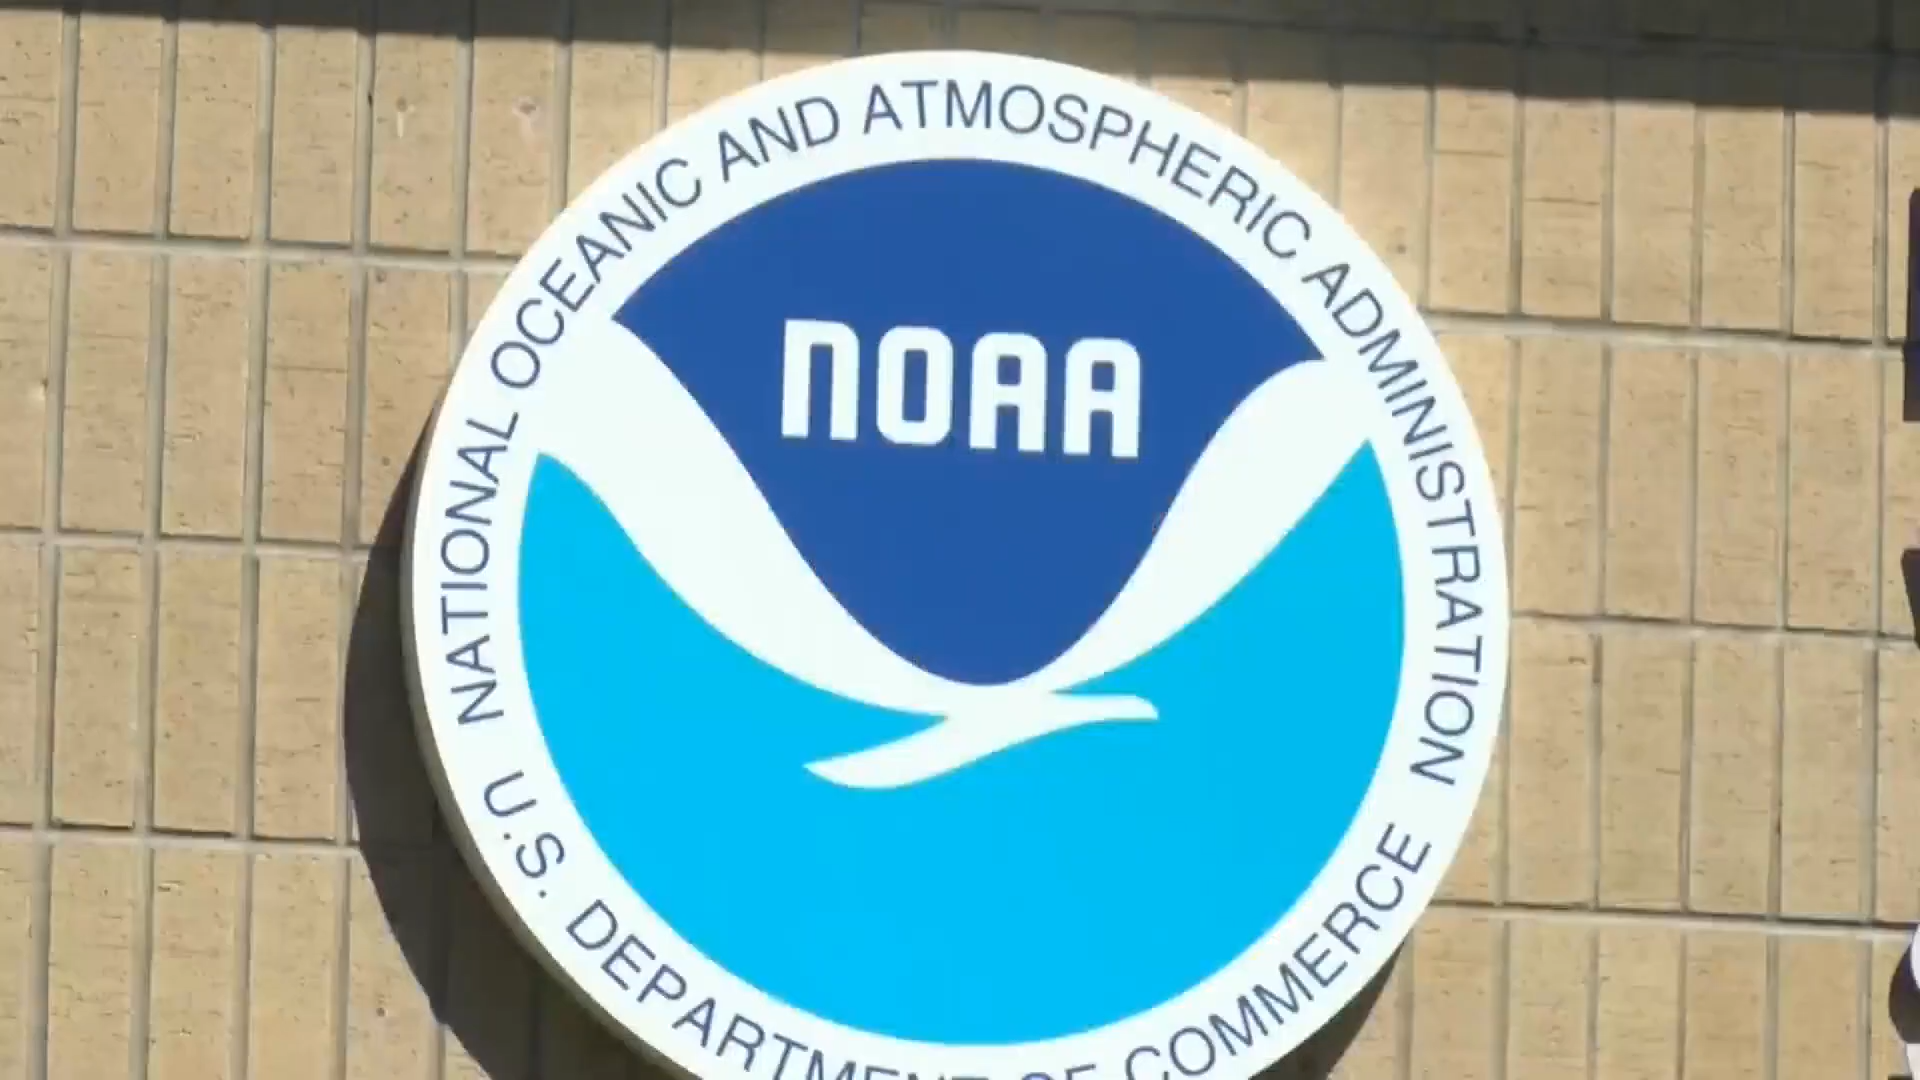 NATIONAL OCEANIC AND ATMOSPHERIC ADMINISTRATION
NOAA
U.S. DEPARTMENT OF COMMERCE